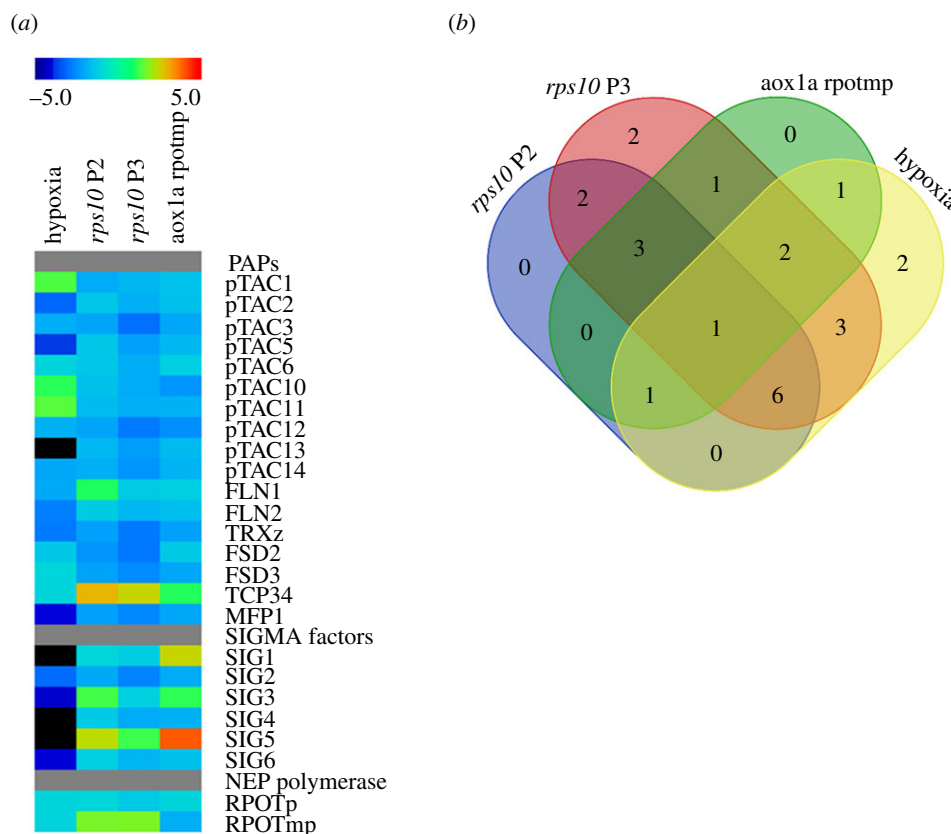 (a)
–5.0 5.0
hypoxia
rps10 P2
rps10 P3
aox1a rpotmp
PAPs
pTAC1
pTAC2
pTAC3
pTAC5
pTAC6
pTAC10
pTAC11
pTAC12
pTAC13
pTAC14
FLN1
FLN2
TRXz
FSD2
FSD3
TCP34
MFP1
SIGMA factors
SIG1
SIG2
SIG3
SIG4
SIG5
SIG6
NEP polymerase
RPOTp
RPOTmp
(b)
rps10 P3
aox1a rpotmp
rps10 P2
hypoxia
2
0
2
1
1
0
3
2
2
0
1
3
1
6
0